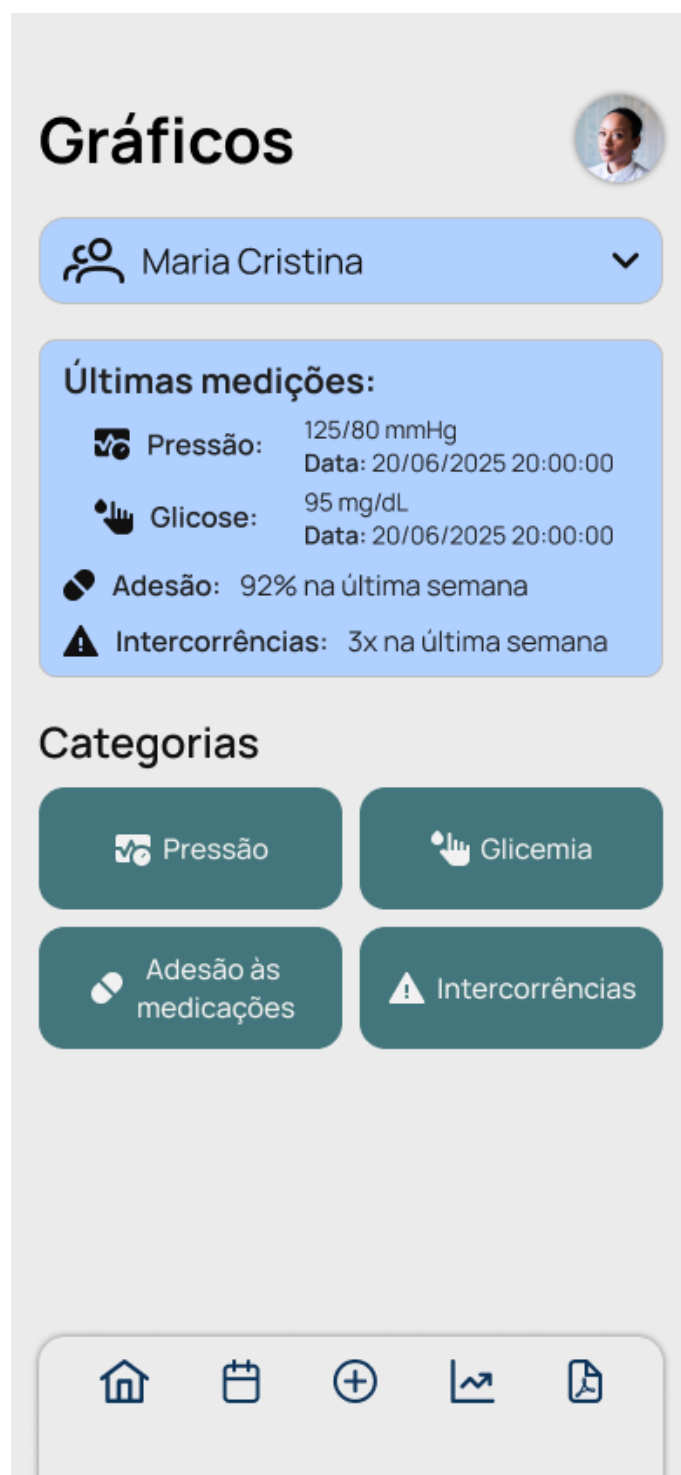 Gráficos
Maria Cristina
Últimas medições:
Pressão: 125/80 mmHg
Data: 20/06/2025 20:00:00
Glicose: 95 mg/dL
Data: 20/06/2025 20:00:00
Adesão: 92% na última semana
Intercorrências: 3x na última semana
Categorias
Pressão
Glicemia
Adesão às
medicações
Intercorrências